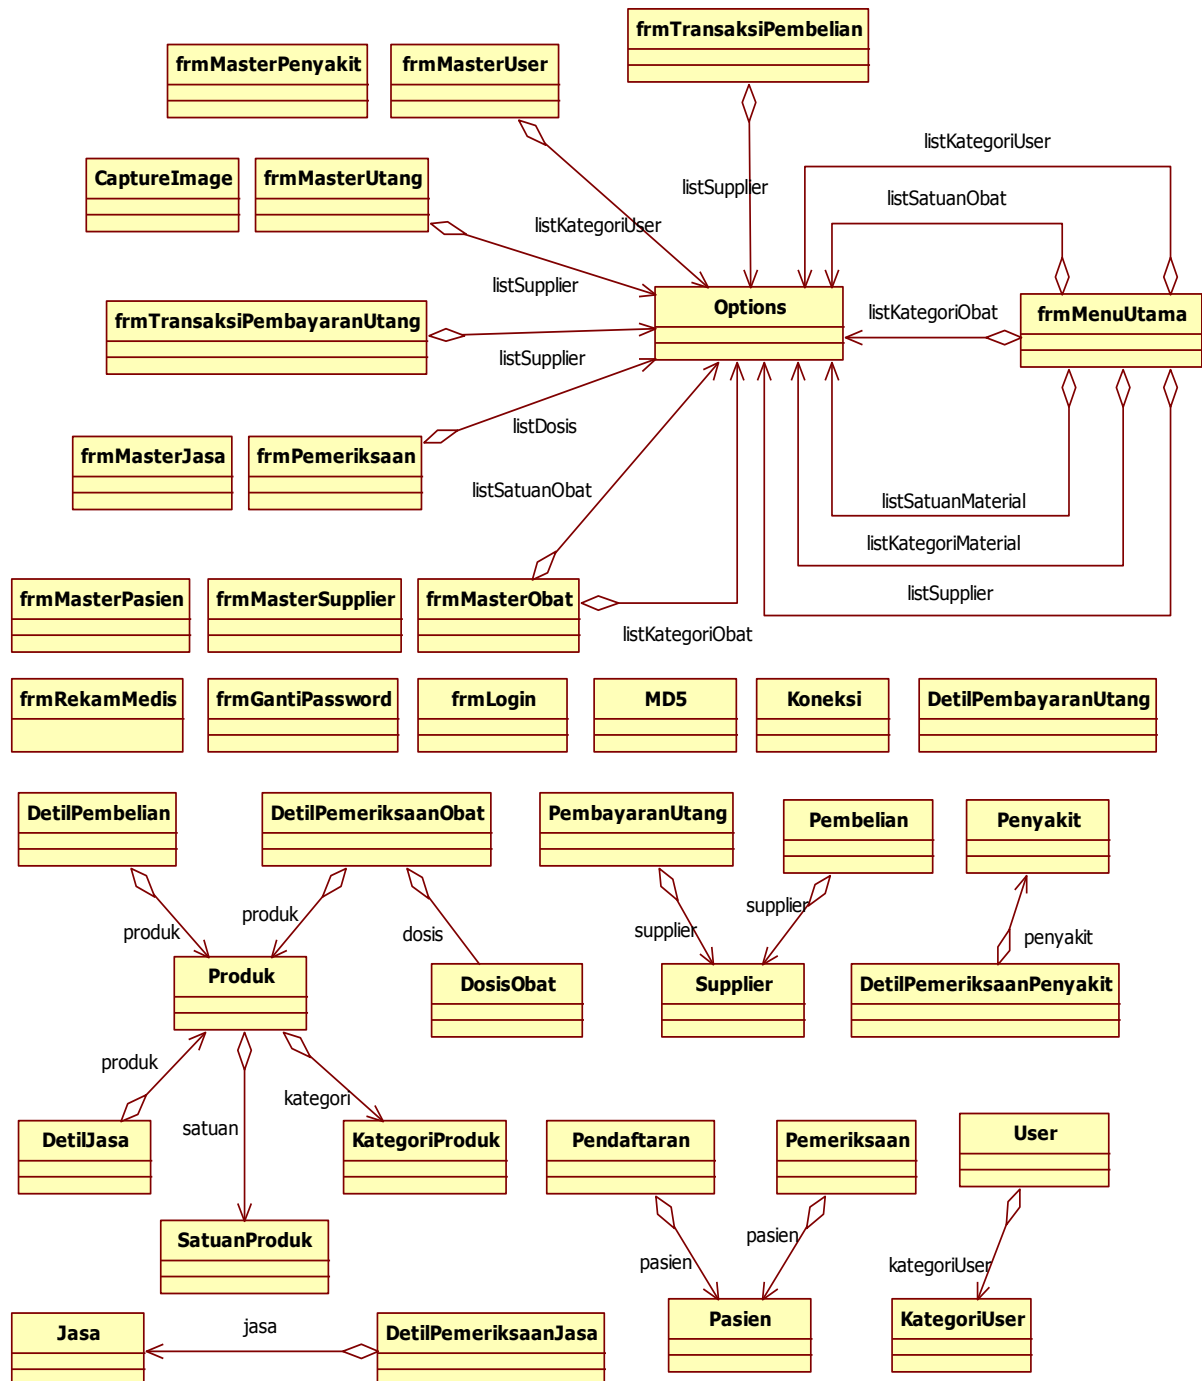 frmTransaksiPembelian
frmMasterPenyakit
frmMasterUser
listKategoriUser
CaptureImage
frmMasterUtang
listSupplier
listSatuanObat
listKategoriUser
listSupplier
Options
frmMenuUtama
listKategoriObat
frmTransaksiPembayaranUtang
listSupplier
listDosis
frmMasterJasa
frmPemeriksaan
listSatuanObat
listSatuanMaterial
listKategoriMaterial
listSupplier
frmMasterPasien
frmMasterSupplier
frmMasterObat
listKategoriObat
frmRekamMedis
frmGantiPassword
frmLogin
MD5
Koneksi
DetilPembayaranUtang
DetilPembelian
DetilPemeriksaanObat
PembayaranUtang
Pembelian
Penyakit
produk
produk
dosis
supplier
supplier
penyakit
Produk
DosisObat
Supplier
DetilPemeriksaanPenyakit
produk
satuan
kategori
DetilJasa
KategoriProduk
Pendaftaran
Pemeriksaan
User
SatuanProduk
pasien
pasien
kategoriUser
Jasa
jasa
DetilPemeriksaanJasa
Pasien
KategoriUser